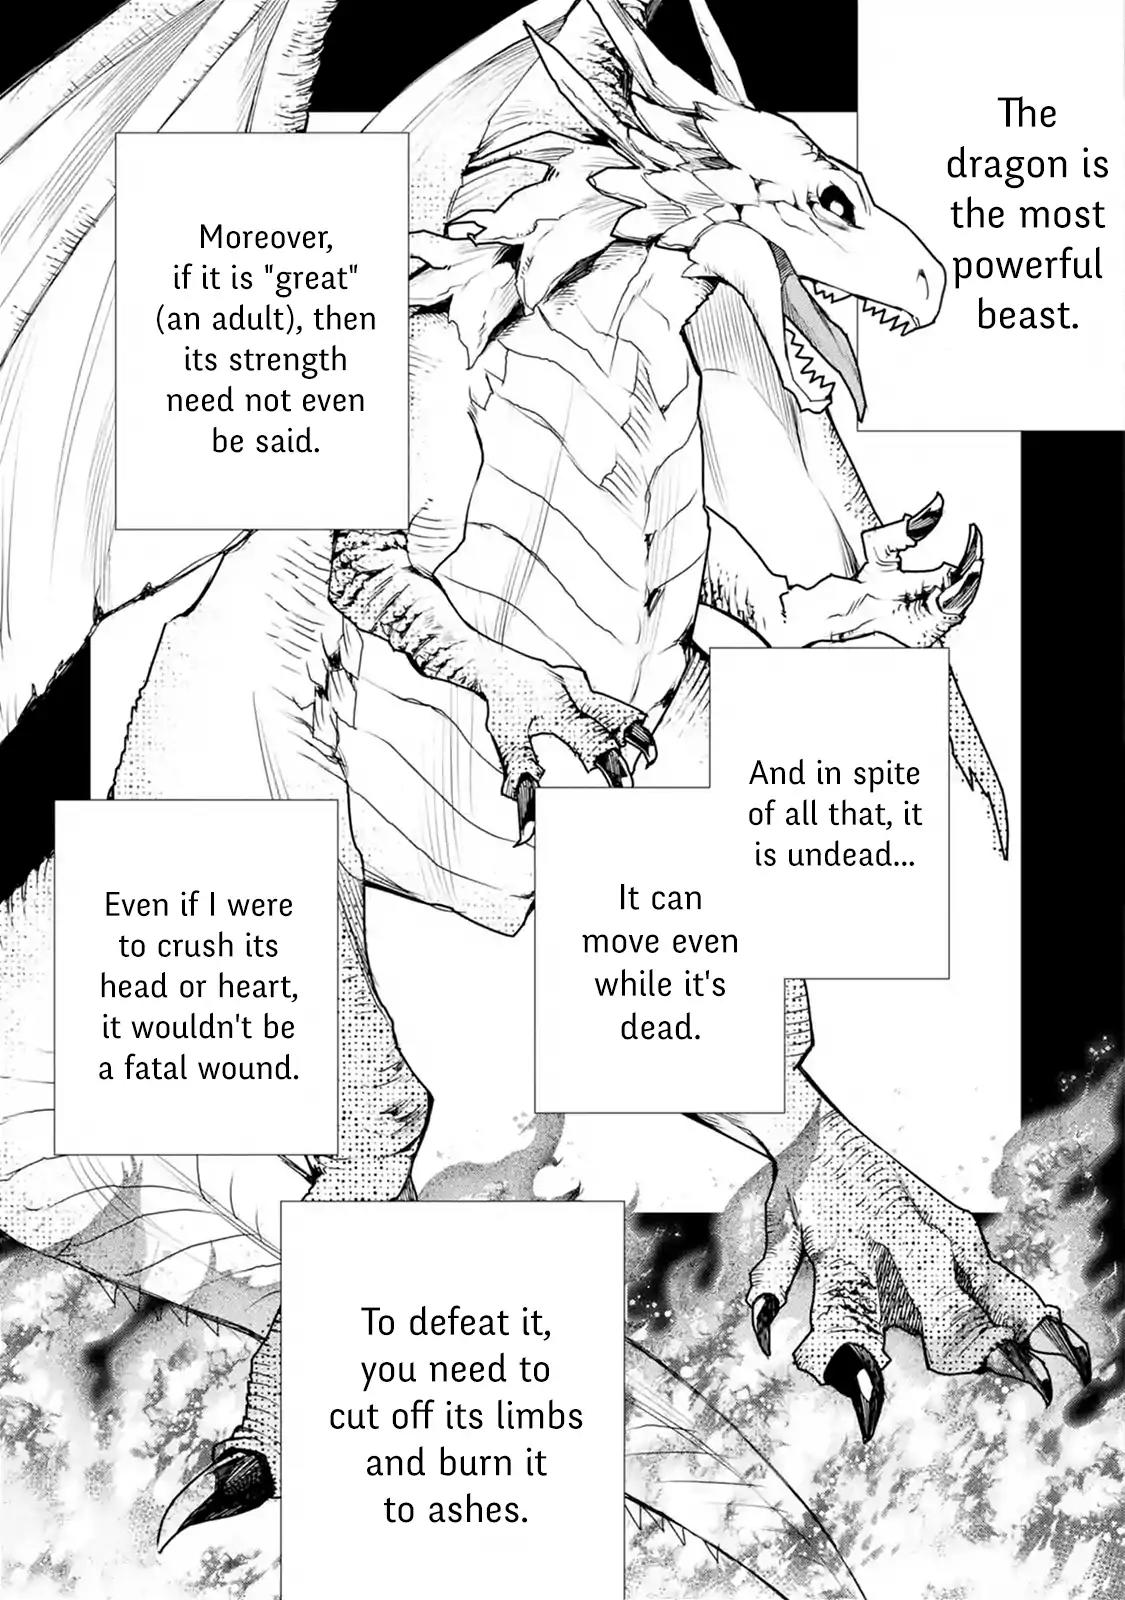 The
dragon is
the most
powerful
beast.
Moreover,
if it is "great"
(an adult), then
its strength
need not even
be said.
And in spite
of all that, it
is undead...
It can
move even
while it's
dead.
Even if I were
to crush its
head or heart,
it wouldn't be
a fatal wound.
To defeat it,
you need to
cut off its limbs
and burn it
to ashes.